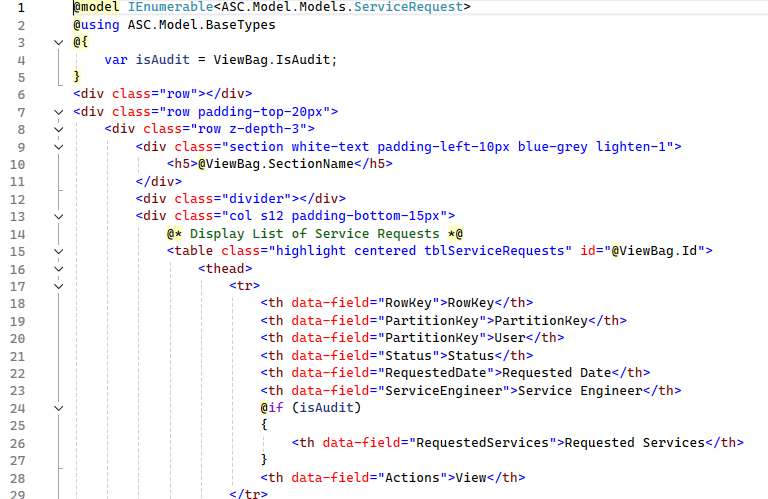 1 @model IEnumerable<ASC.Model.Models.ServiceRequest>
2 @using ASC.Model.BaseTypes
3 @{
4 var isAudit = ViewBag.IsAudit;
5 }
6 <div class="row"></div>
7 <div class="row padding-top-20px">
8 <div class="row z-depth-3">
9 <div class="section white-text padding-left-10px blue-grey lighten-1">
10 <h5>@ViewBag.SectionName</h5>
11 </div>
12 <div class="divider"></div>
13 <div class="col s12 padding-bottom-15px">
14 @* Display List of Service Requests *@
15 <table class="highlight centered tblServiceRequests" id="@ViewBag.Id">
16 <thead>
17 <tr>
18 <th data-field="RowKey">RowKey</th>
19 <th data-field="PartitionKey">PartitionKey</th>
20 <th data-field="PartitionKey">User</th>
21 <th data-field="Status">Status</th>
22 <th data-field="RequestedDate">Requested Date</th>
23 <th data-field="ServiceEngineer">Service Engineer</th>
24 @if (isAudit)
25 {
26 <th data-field="RequestedServices">Requested Services</th>
27 }
28 <th data-field="Actions">View</th>
29 </tr>